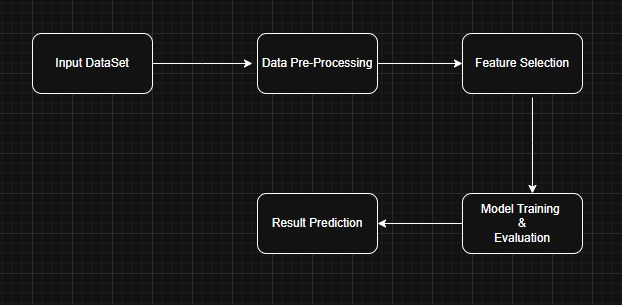 Input DataSet
Data Pre-Processing
Feature Selection
Model Training
&
Evaluation
Result Prediction